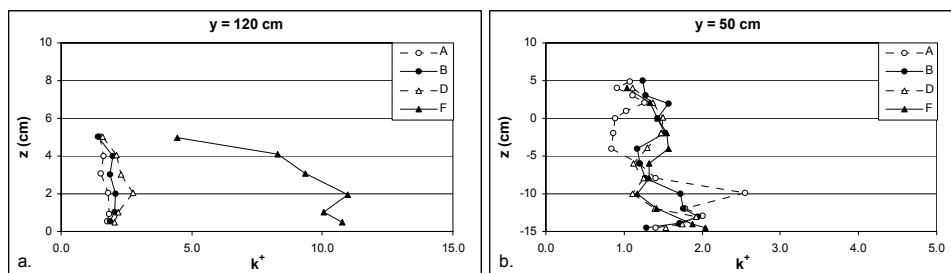 y = 120 cm
10
8
6
4
2
0
z (cm)
0.0 5.0 10.0 15.0
k+
A
B
D
F
a.
y = 50 cm
10
5
0
-5
-10
-15
z (cm)
0.0 1.0 2.0 3.0 4.0 5.0
k+
A
B
D
F
b.